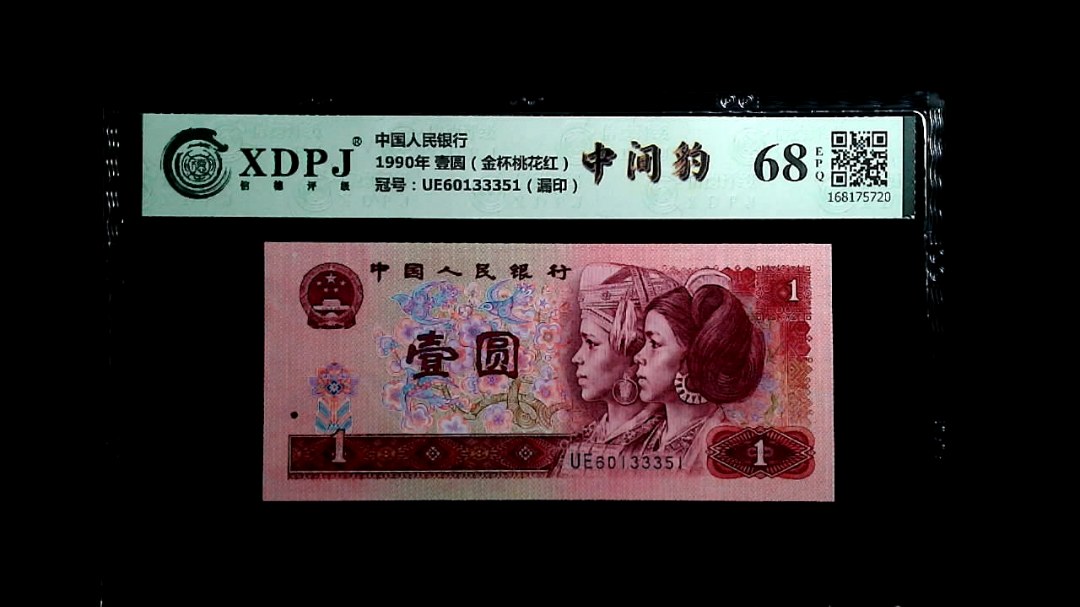 XDPJ®
信德评级
中国人民银行
1990年 壹圆（金杯桃花红）
冠号：UE60133351（漏印）
中间豹
68
EPQ
168175720
中国人民银行
1
壹圆
1
UE60133351
1